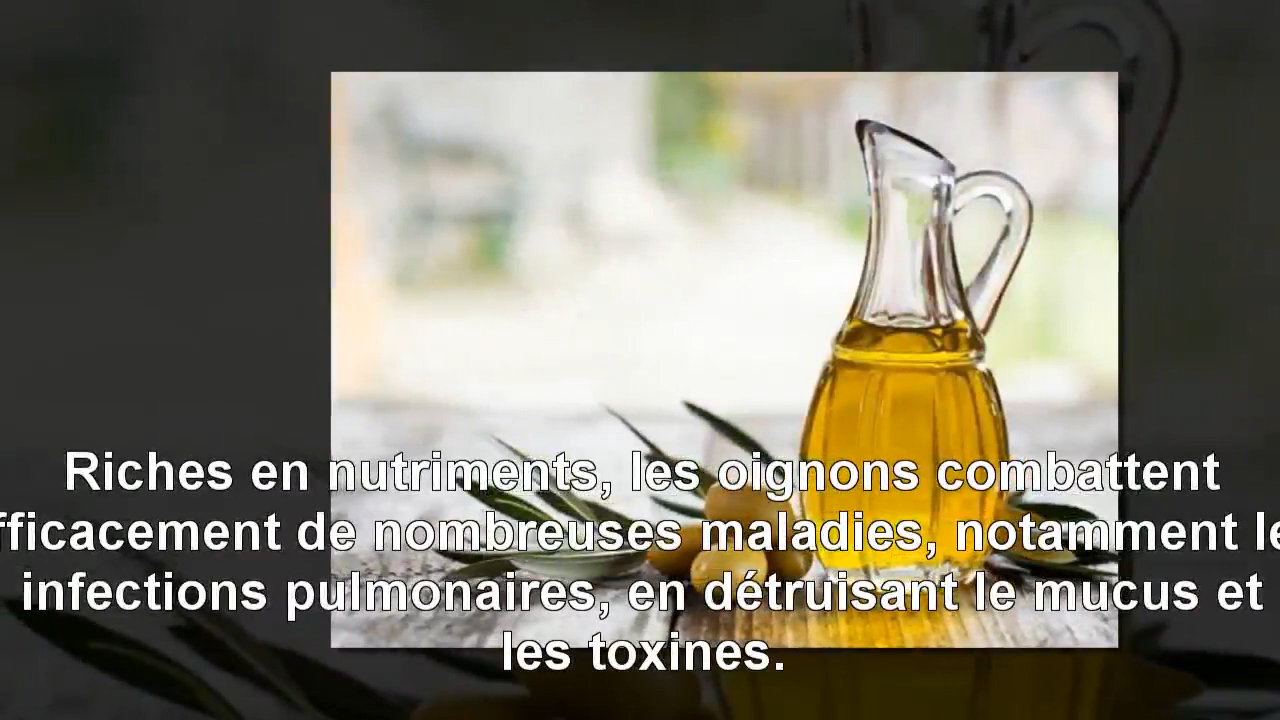 Riches en nutriments, les oignons combattent
fficacement de nombreuses maladies, notamment le
infections pulmonaires, en détruisant le mucus et
les toxines.